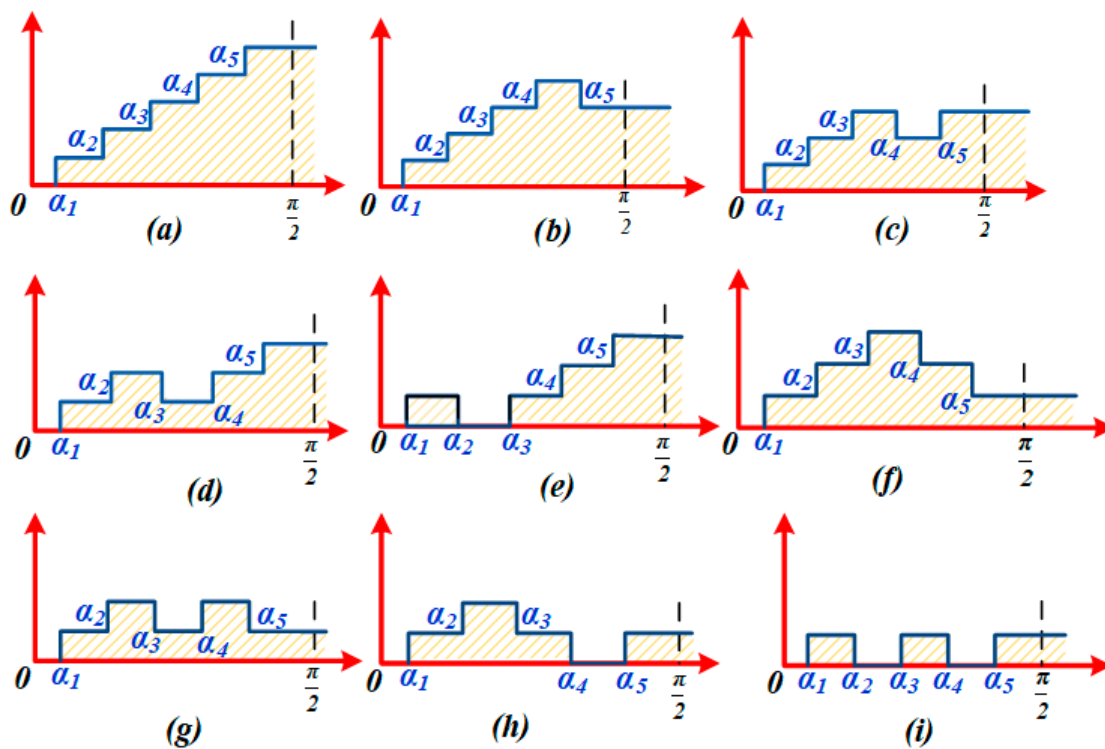 α1 α2 α3 α4 α5 0 π/2
(a)
α1 α2 α3 α4 α5 0 π/2
(b)
α1 α2 α3 α4 α5 0 π/2
(c)
α1 α2 α3 α4 α5 0 π/2
(d)
α1 α2 α3 α4 α5 0 π/2
(e)
α1 α2 α3 α4 α5 0 π/2
(f)
α1 α2 α3 α4 α5 0 π/2
(g)
α1 α2 α3 α4 α5 0 π/2
(h)
α1 α2 α3 α4 α5 0 π/2
(i)